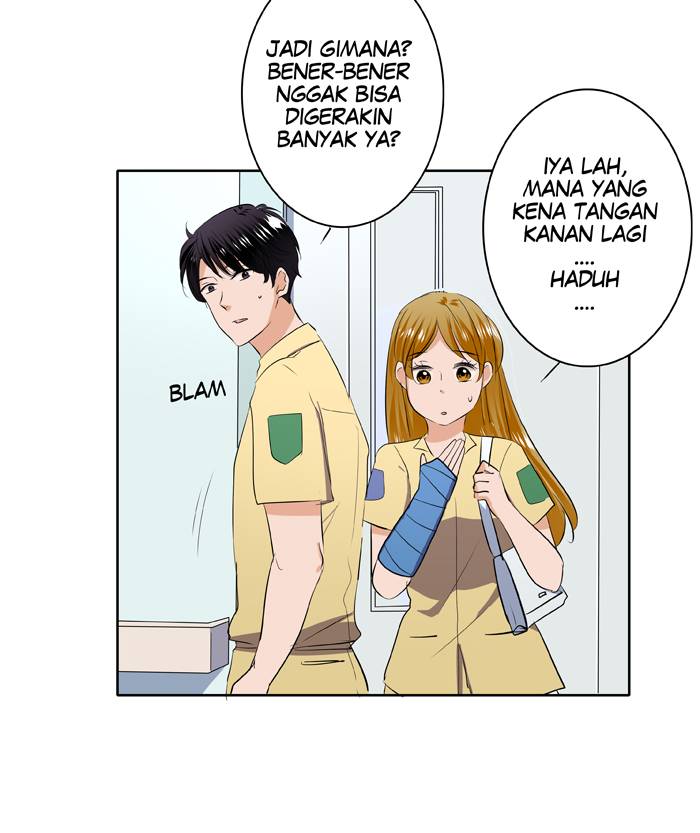 JADI GIMANA?
BENER-BENER
NGGAK BISA
DIGERAKIN
BANYAK YA?
IYA LAH,
MANA YANG
KENA TANGAN
KANAN LAGI
....
HADUH
....
BLAM